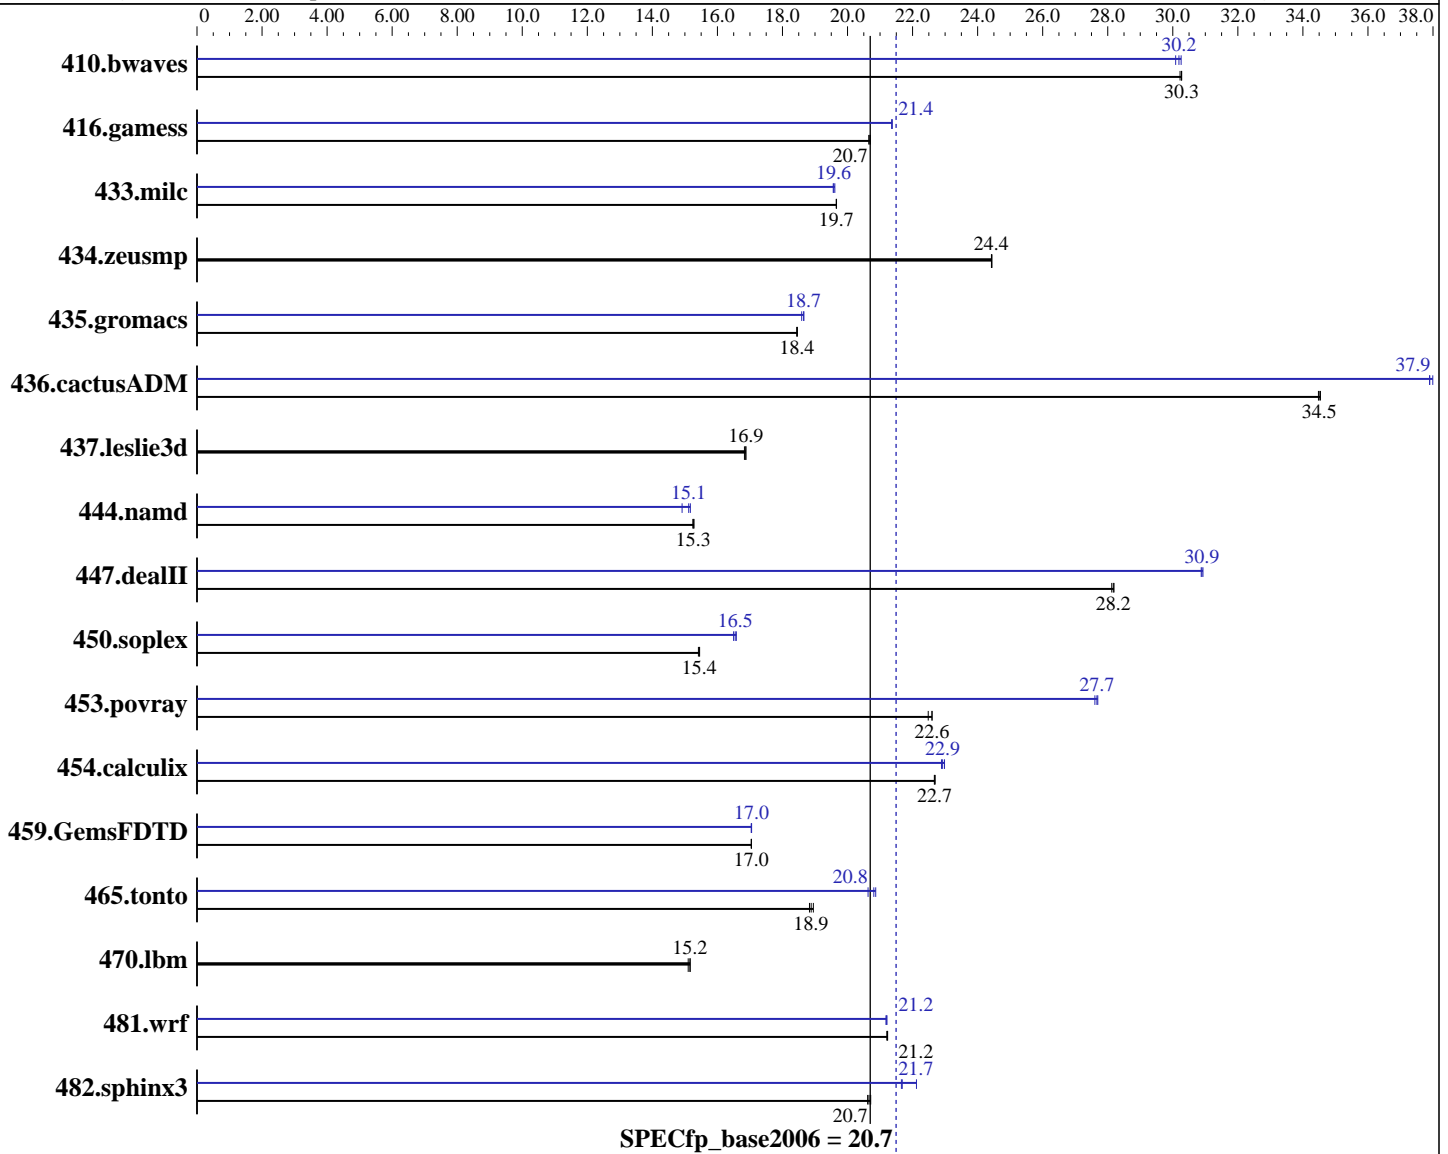 0 2.00 4.00 6.00 8.00 10.0 12.0 14.0 16.0 18.0 20.0 22.0 24.0 26.0 28.0 30.0 32.0 34.0 36.0 38.0
410.bwaves
30.2
30.3
416.gamess
21.4
20.7
433.milc
19.6
19.7
434.zeusmp
24.4
435.gromacs
18.7
18.4
436.cactusADM
37.9
34.5
437.leslie3d
16.9
444.namd
15.1
15.3
447.dealII
30.9
28.2
450.soplex
16.5
15.4
453.povray
27.7
22.6
454.calculix
22.9
22.7
459.GemsFDTD
17.0
17.0
465.tonto
20.8
18.9
470.lbm
15.2
481.wrf
21.2
21.2
482.sphinx3
21.7
20.7
SPECfp_base2006 = 20.7